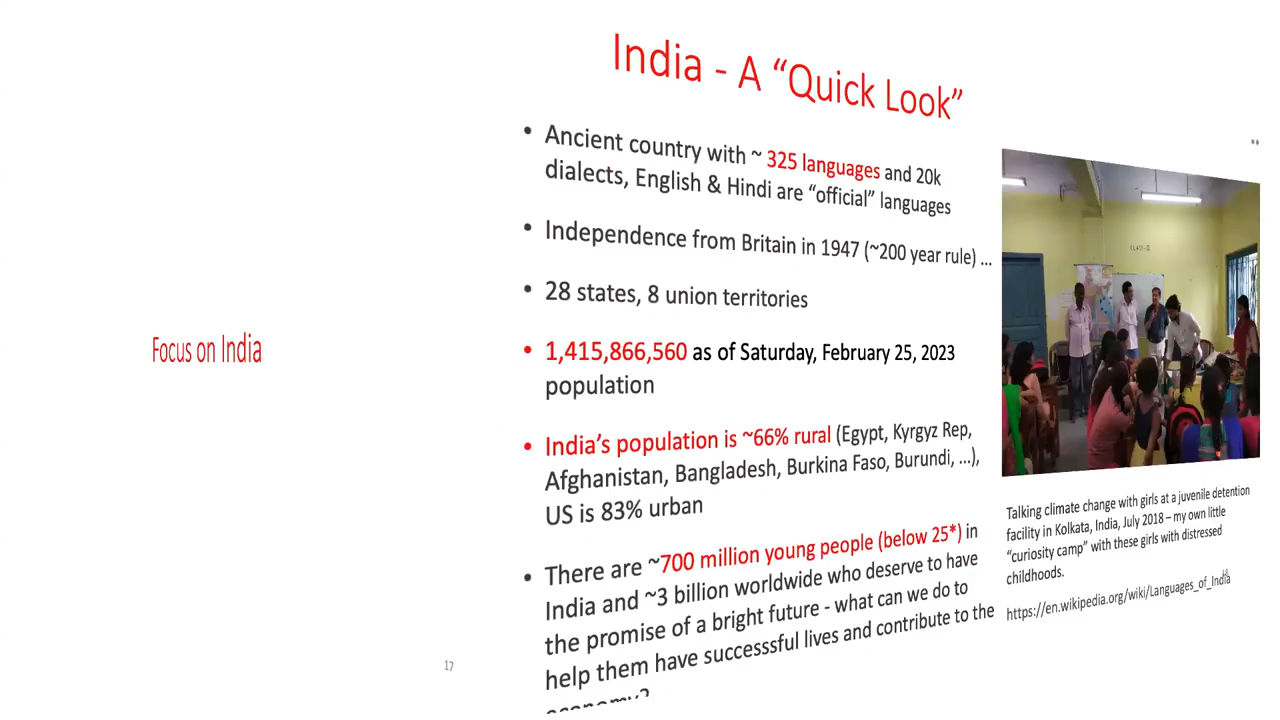 Focus on India
17
India - A “Quick Look”
• Ancient country with ~ 325 languages and 20k
dialects, English & Hindi are “official” languages
• Independence from Britain in 1947 (~200 year rule) ...
• 28 states, 8 union territories
• 1,415,866,560 as of Saturday, February 25, 2023
population
• India’s population is ~66% rural (Egypt, Kyrgyz Rep,
Afghanistan, Bangladesh, Burkina Faso, Burundi, ...),
US is 83% urban
• There are ~700 million young people (below 25*) in
India and ~3 billion worldwide who deserve to have
the promise of a bright future - what can we do to
help them have successsful lives and contribute to the
economy?
Talking climate change with girls at a juvenile detention
facility in Kolkata, India, July 2018 – my own little
“curiosity camp” with these girls with distressed
childhoods.
https://en.wikipedia.org/wiki/Languages_of_India